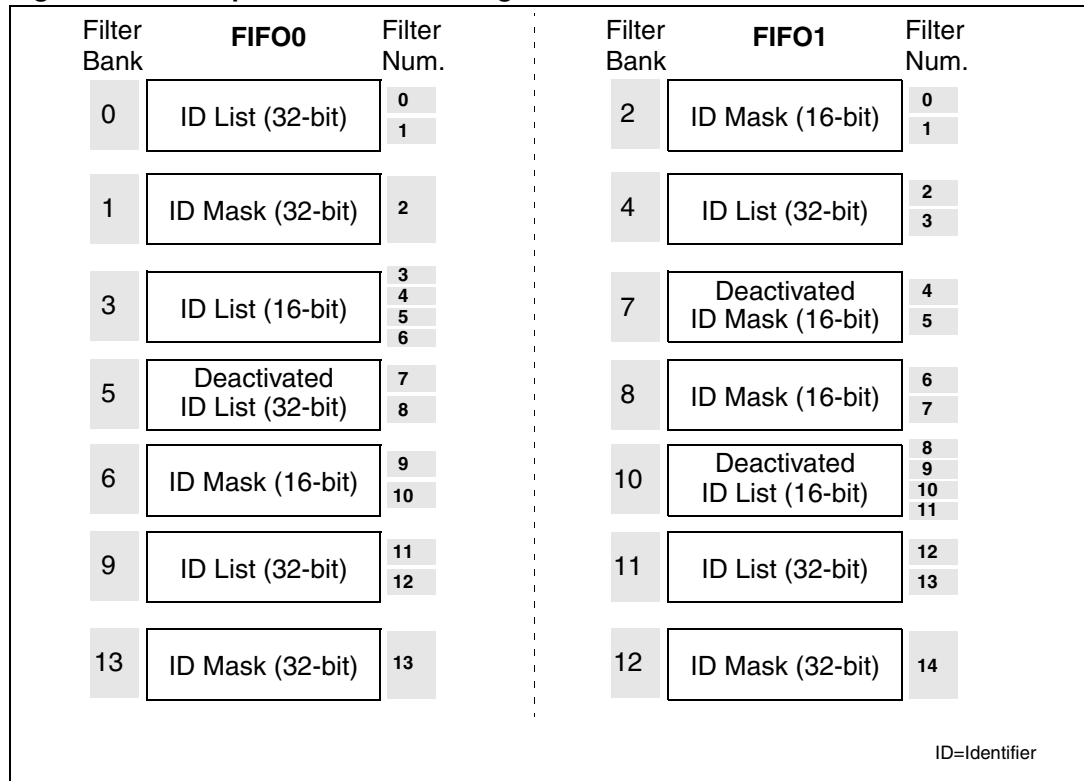 Filter Bank
FIFO0
Filter Num.
0
ID List (32-bit)
0
1
1
ID Mask (32-bit)
2
3
ID List (16-bit)
3
4
5
6
5
Deactivated
ID List (32-bit)
7
8
6
ID Mask (16-bit)
9
10
9
ID List (32-bit)
11
12
13
ID Mask (32-bit)
13
Filter Bank
FIFO1
Filter Num.
2
ID Mask (16-bit)
0
1
4
ID List (32-bit)
2
3
7
Deactivated
ID Mask (16-bit)
4
5
8
ID Mask (16-bit)
6
7
10
Deactivated
ID List (16-bit)
8
9
10
11
11
ID List (32-bit)
12
13
12
ID Mask (32-bit)
14
ID=Identifier